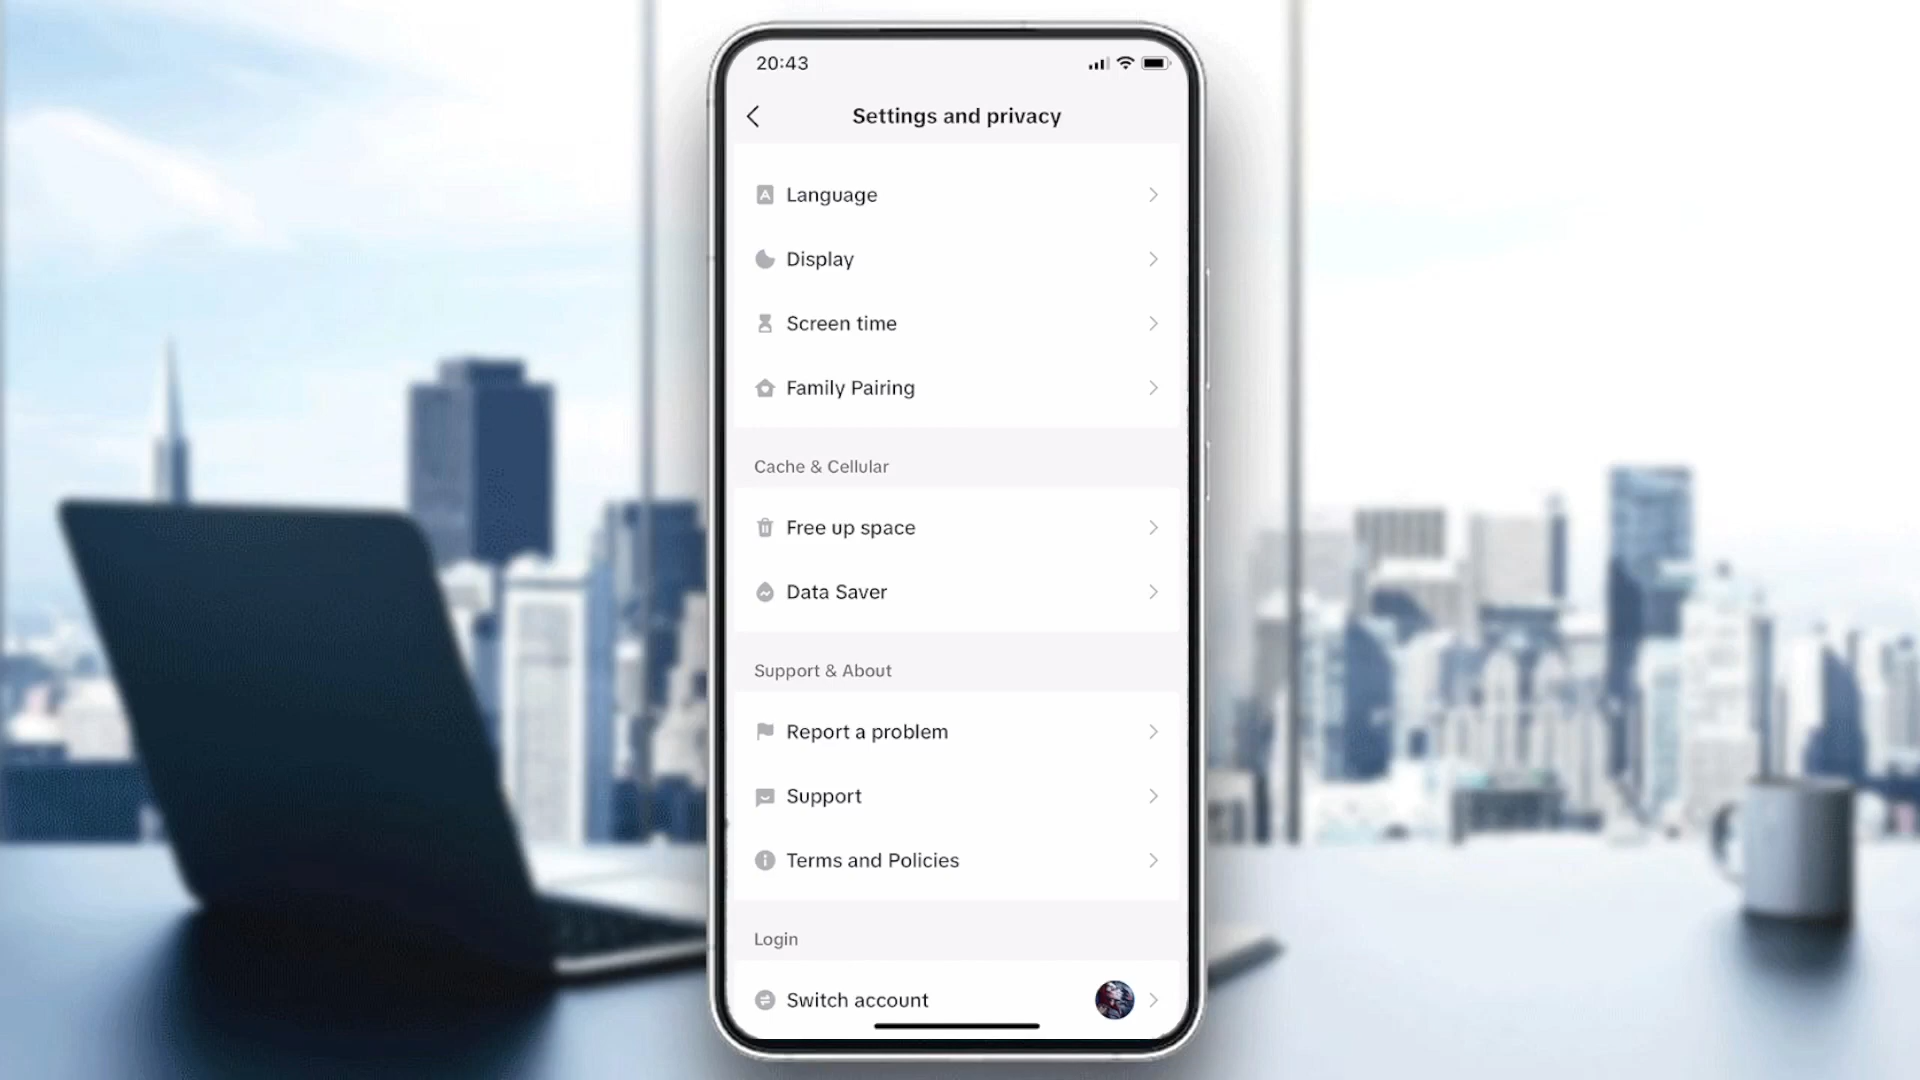 20:43
Settings and privacy
Language
Display
Screen time
Family Pairing
Cache & Cellular
Free up space
Data Saver
Support & About
Report a problem
Support
Terms and Policies
Login
Switch account